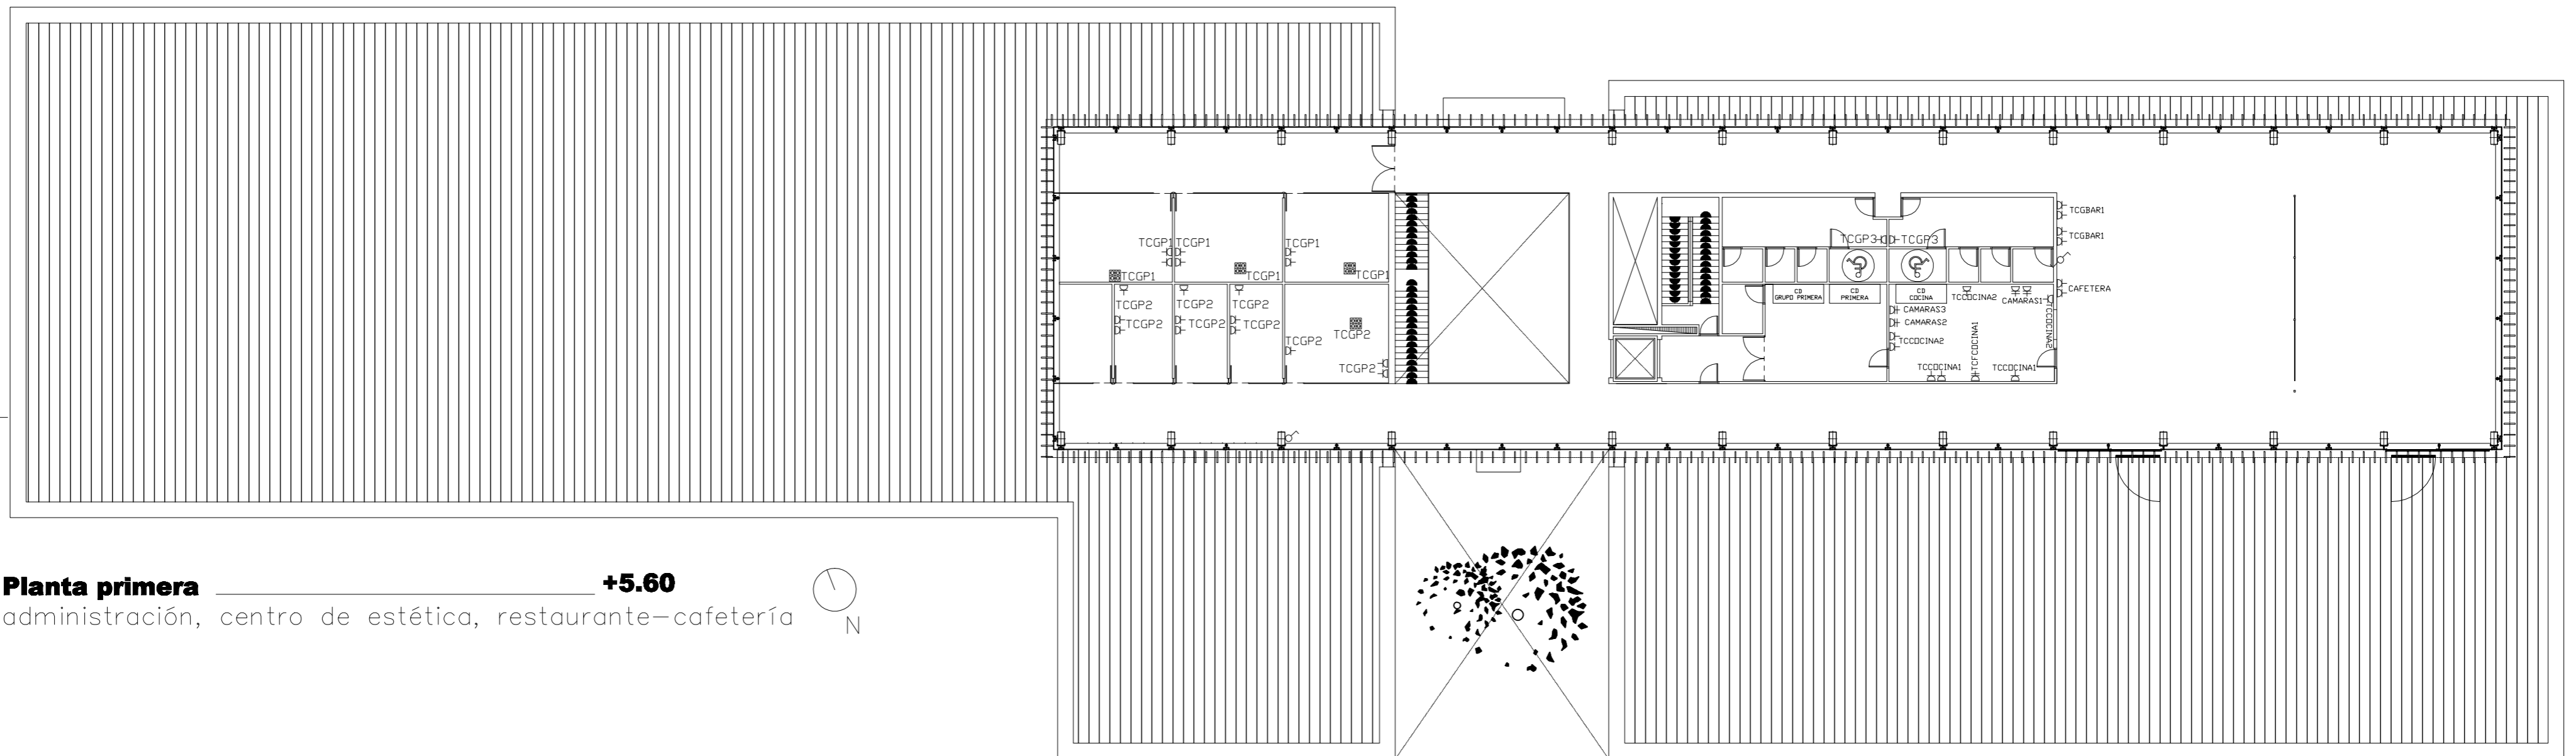 TCGP1 TCGP1
TCGP1
TCGP1
TCGP1
TCGP1
TCGP2
TCGP2
TCGP2
TCGP2
TCGP2
TCGP2
TCGP2
TCGP2
TCGP2
TCGP1
TCGP3 TCGP3
TCGBAR1
TCGBAR1
CAFETERA
CD
GRUPO PRIMERA
CD
PRIMERA
CD
COCINA
TCCOCINA2
CAMARAS1
CAMARAS3
CAMARAS2
TCCOCINA2
TCFCOCINA1
TCCOCINA2
TCCOCINA1
TCCOCINA1
Planta primera +5.60
administración, centro de estética, restaurante-cafetería
N